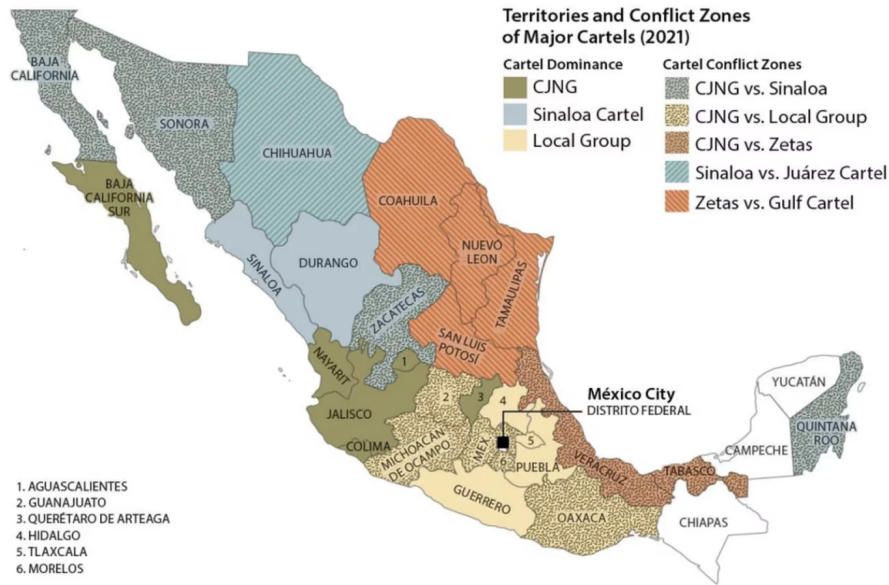 Territories and Conflict Zones
of Major Cartels (2021)
Cartel Dominance
CJNG
Sinaloa Cartel
Local Group
Cartel Conflict Zones
CJNG vs. Sinaloa
CJNG vs. Local Group
CJNG vs. Zetas
Sinaloa vs. Juárez Cartel
Zetas vs. Gulf Cartel
BAJA
CALIFORNIA
SONORA
CHIHUAHUA
BAJA
CALIFORNIA
SUR
COAHUILA
SINALOA
DURANGO
NUEVO
LEON
TAMAULIPAS
ZACATECAS
SAN LUIS
POTOSÍ
NAYARIT
1
2
3
4
JALISCO
COLIMA
MICHOACÁN
DE OCAMPO
MEX.
5
6
PUEBLA
México City
DISTRITO FEDERAL
GUERRERO
OAXACA
VERACRUZ
TABASCO
CHIAPAS
CAMPECHE
YUCATÁN
QUINTANA
ROO
1. AGUASCALIENTES
2. GUANAJUATO
3. QUERÉTARO DE ARTEAGA
4. HIDALGO
5. TLAXCALA
6. MORELOS